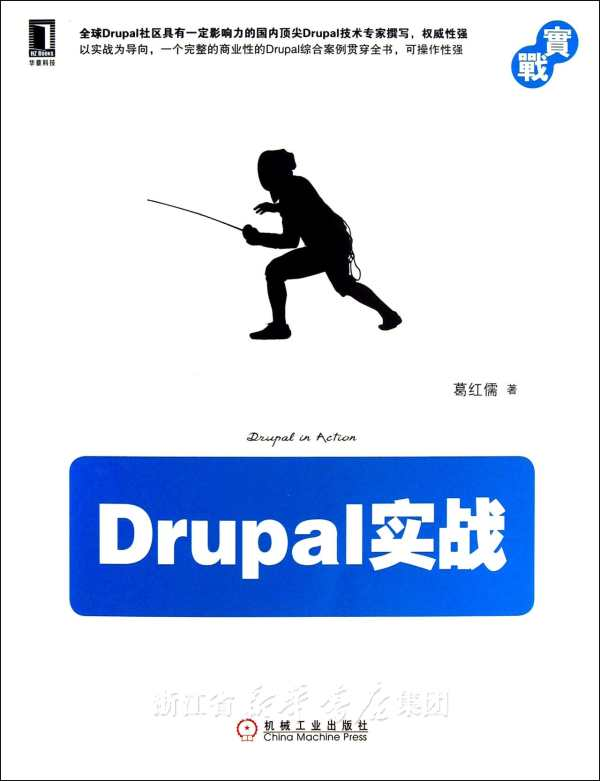 全球Drupal社区具有一定影响力的国内顶尖Drupal技术专家撰写，权威性强
以实战为导向，一个完整的商业性的Drupal综合案例贯穿全书，可操作性强
HZ Books
华章科技
實
戰
葛红儒 著
Drupal in Action
Drupal实战
浙江省新华书店集团
机械工业出版社
China Machine Press